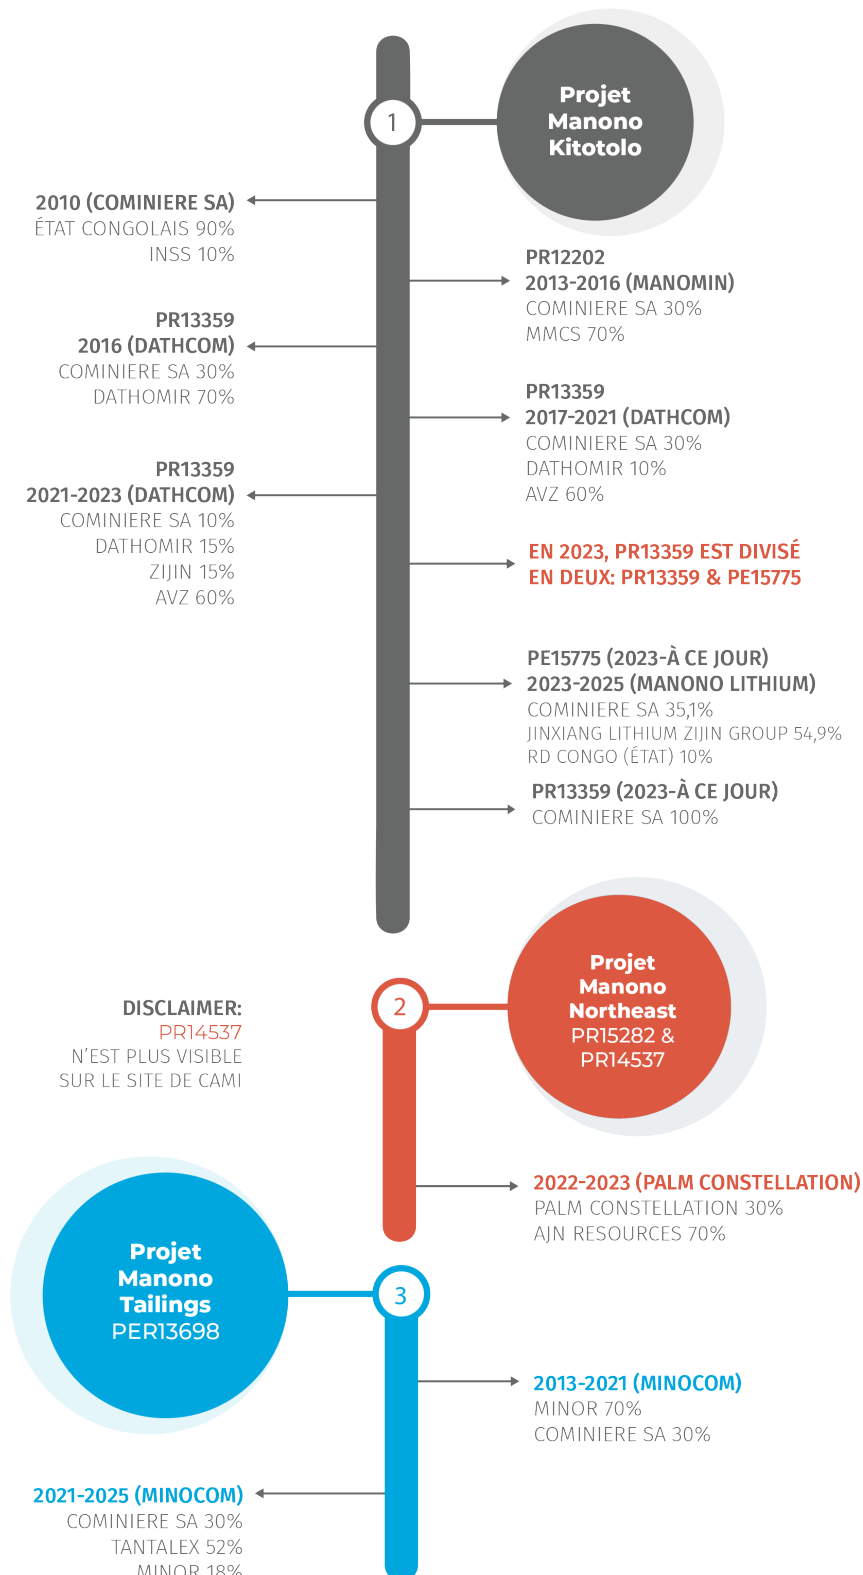 1
Projet
Manono
Kitotolo
2010 (COMINIERE SA)
ÉTAT CONGOLAIS 90%
INSS 10%
PR12202
2013-2016 (MANOMIN)
COMINIERE SA 30%
MMCS 70%
PR13359
2016 (DATHCOM)
COMINIERE SA 30%
DATHOMIR 70%
PR13359
2017-2021 (DATHCOM)
COMINIERE SA 30%
DATHOMIR 10%
AVZ 60%
PR13359
2021-2023 (DATHCOM)
COMINIERE SA 10%
DATHOMIR 15%
ZIJIN 15%
AVZ 60%
EN 2023, PR13359 EST DIVISÉ
EN DEUX: PR13359 & PE15775
PE15775 (2023-À CE JOUR)
2023-2025 (MANONO LITHIUM)
COMINIERE SA 35,1%
JINXIANG LITHIUM ZIJIN GROUP 54,9%
RD CONGO (ÉTAT) 10%
PR13359 (2023-À CE JOUR)
COMINIERE SA 100%
2
Projet
Manono
Northeast
PR15282 &
PR14537
DISCLAIMER:
PR14537
N'EST PLUS VISIBLE
SUR LE SITE DE CAMI
2022-2023 (PALM CONSTELLATION)
PALM CONSTELLATION 30%
AJN RESOURCES 70%
3
Projet
Manono
Tailings
PER13698
2013-2021 (MINOCOM)
MINOR 70%
COMINIERE SA 30%
2021-2025 (MINOCOM)
COMINIERE SA 30%
TANTALEX 52%
MINOR 18%